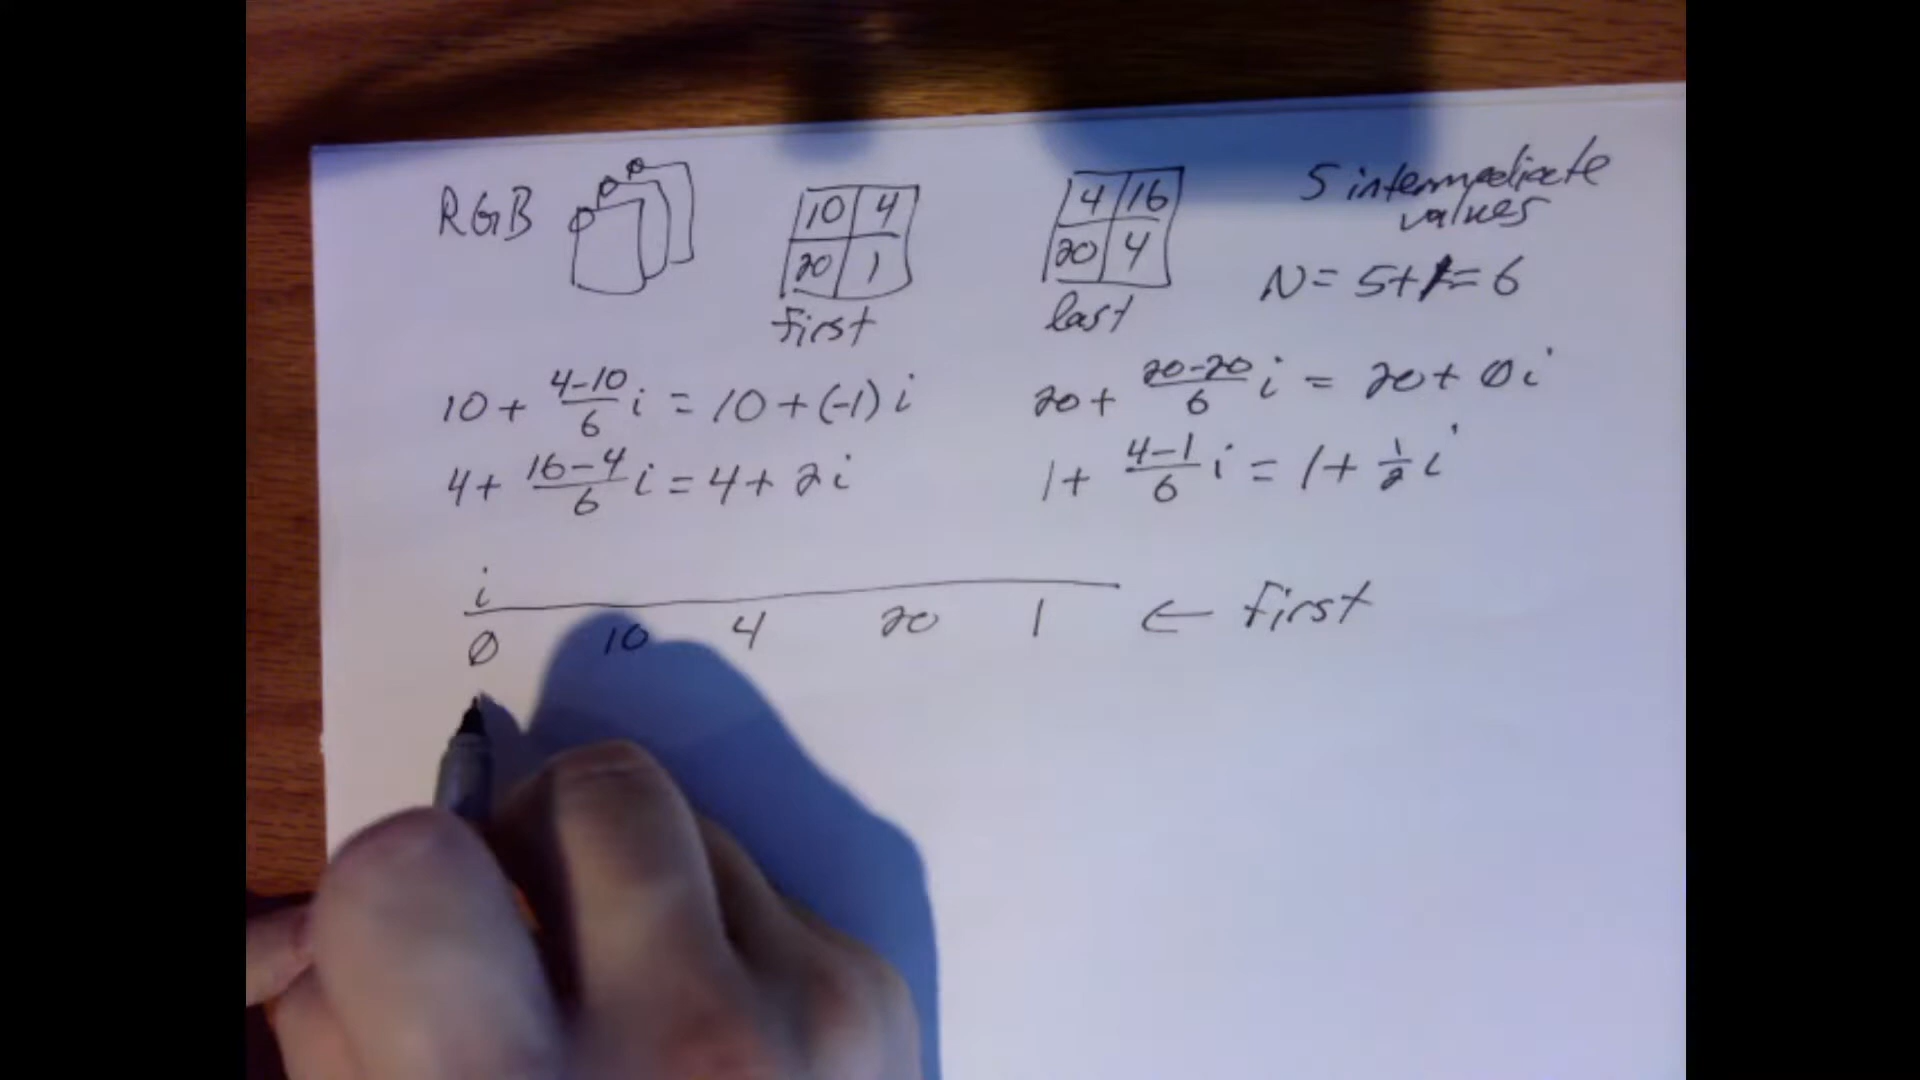 RGB
10 4
20 1
first
4 16
20 4
last
5 intermediate
values
N = 5+1 = 6
10 + (4-10)/6 i = 10 + (-1) i
20 + (20-20)/6 i = 20 + 0i
4 + (16-4)/6 i = 4 + 2i
1 + (4-1)/6 i = 1 + 1/2 i
i
0 10 4 20 1 ← first